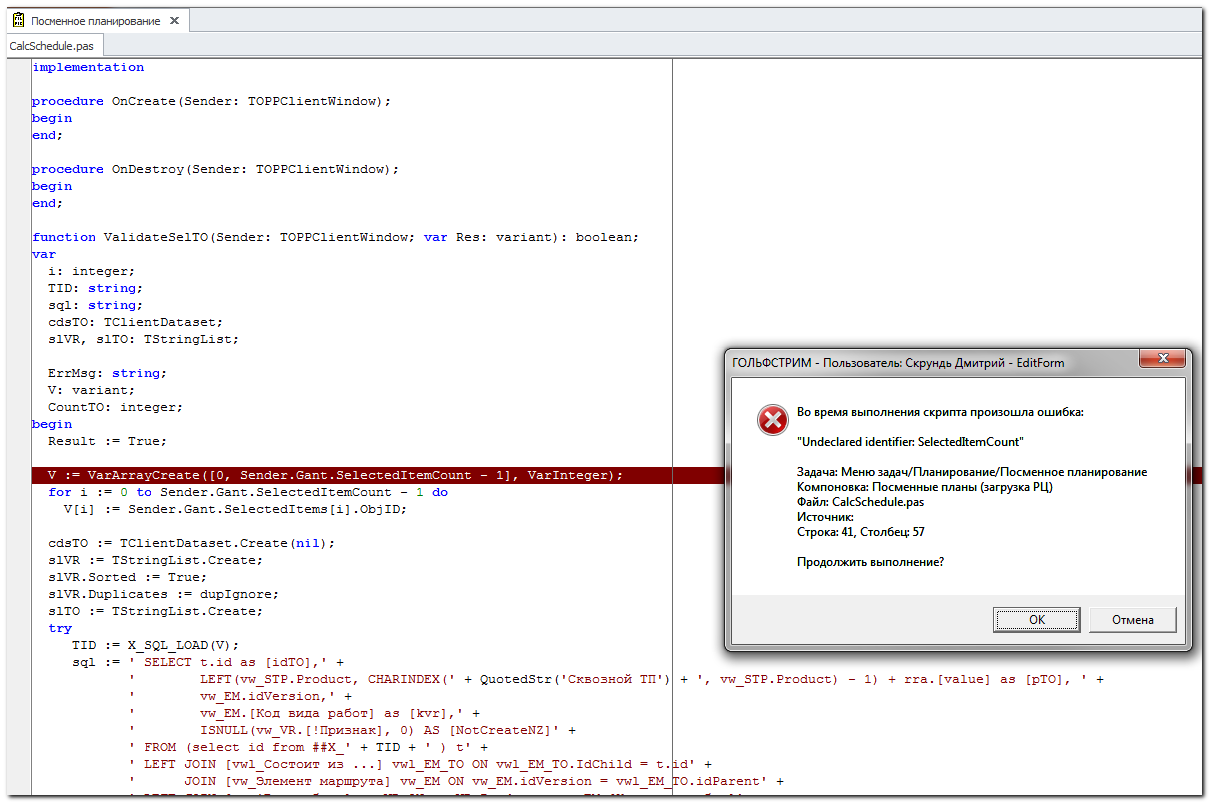 Посменное планирование
CalcSchedule.pas
implementation
procedure OnCreate(Sender: TOPPClientWindow);
begin
end;
procedure OnDestroy(Sender: TOPPClientWindow);
begin
end;
function ValidateSelTO(Sender: TOPPClientWindow; var Res: variant): boolean;
var
i: integer;
TID: string;
sql: string;
cdsTO: TClientDataset;
slVR, slTO: TStringList;
ErrMsg: string;
V: variant;
CountTO: integer;
begin
Result := True;
V := VarArrayCreate([0, Sender.Gant.SelectedItemCount - 1], VarInteger);
for i := 0 to Sender.Gant.SelectedItemCount - 1 do
V[i] := Sender.Gant.SelectedItems[i].ObjID;
cdsTO := TClientDataset.Create(nil);
slVR := TStringList.Create;
slVR.Sorted := True;
slVR.Duplicates := dupIgnore;
slTO := TStringList.Create;
try
TID := X_SQL_LOAD(V);
sql := ' SELECT t.id as [idTO],' +
' LEFT(vw_STP.Product, CHARINDEX(' + QuotedStr('Сквозной ТП') + ', vw_STP.Product) - 1) + rra.[value] as [pTO], ' +
' vw_EM.idVersion,' +
' vw_EM.[Код вида работ] as [kvr],' +
' ISNULL(vw_VR.[!Признак], 0) AS [NotCreateNZ]' +
' FROM (select id from ##X_' + TID + ' ) t' +
' LEFT JOIN [vwl_Состоит из ...] vwl_EM_TO ON vwl_EM_TO.IdChild = t.id' +
' JOIN [vw_Элемент маршрута] vw_EM ON vw_EM.idVersion = vwl_EM_TO.idParent' +
ГОЛЬФСТРИМ - Пользователь: Скрундь Дмитрий - EditForm
Во время выполнения скрипта произошла ошибка:
"Undeclared identifier: SelectedItemCount"
Задача: Меню задач/Планирование/Посменное планирование
Компоновка: Посменные планы (загрузка РЦ)
Файл: CalcSchedule.pas
Источник:
Строка: 41, Столбец: 57
Продолжить выполнение?
OK
Отмена